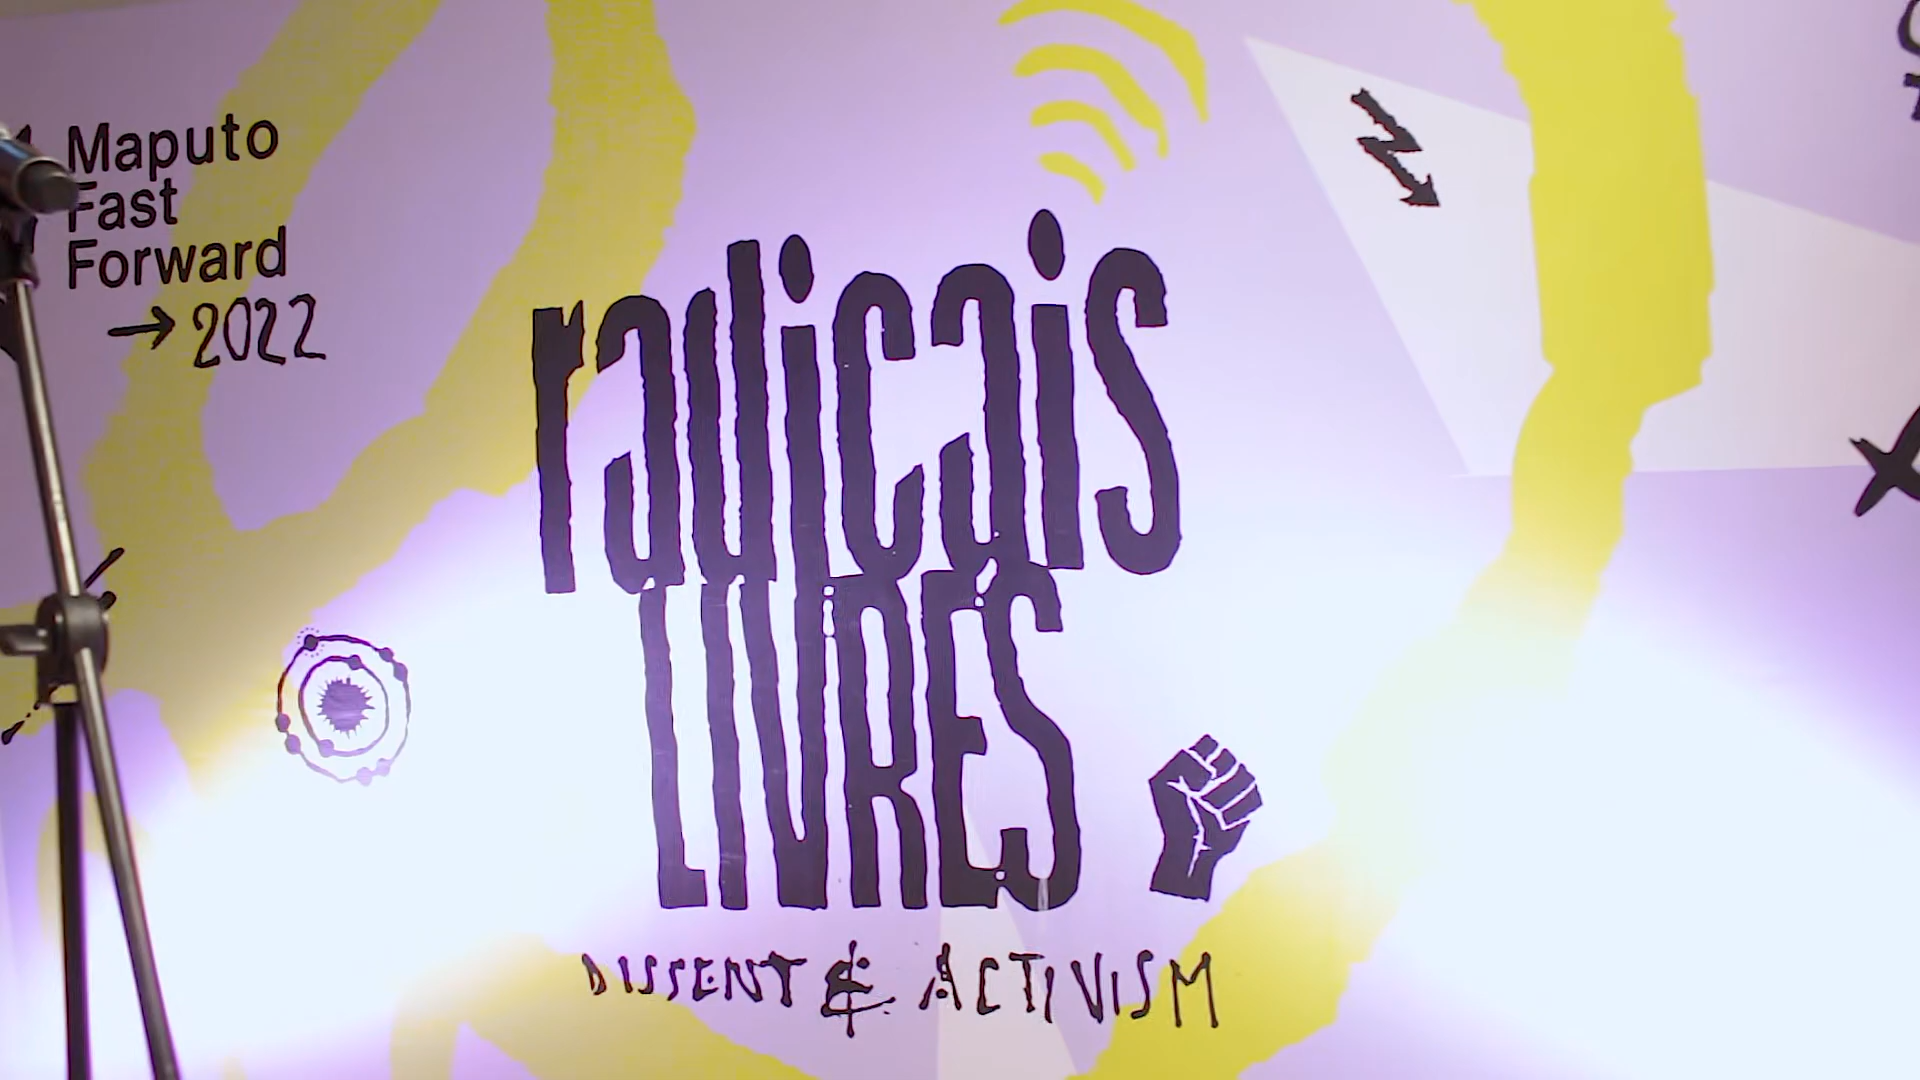 Maputo
Fast
Forward
→ 2022
radicais
LIVRES
DISSENT & ACTIVISM